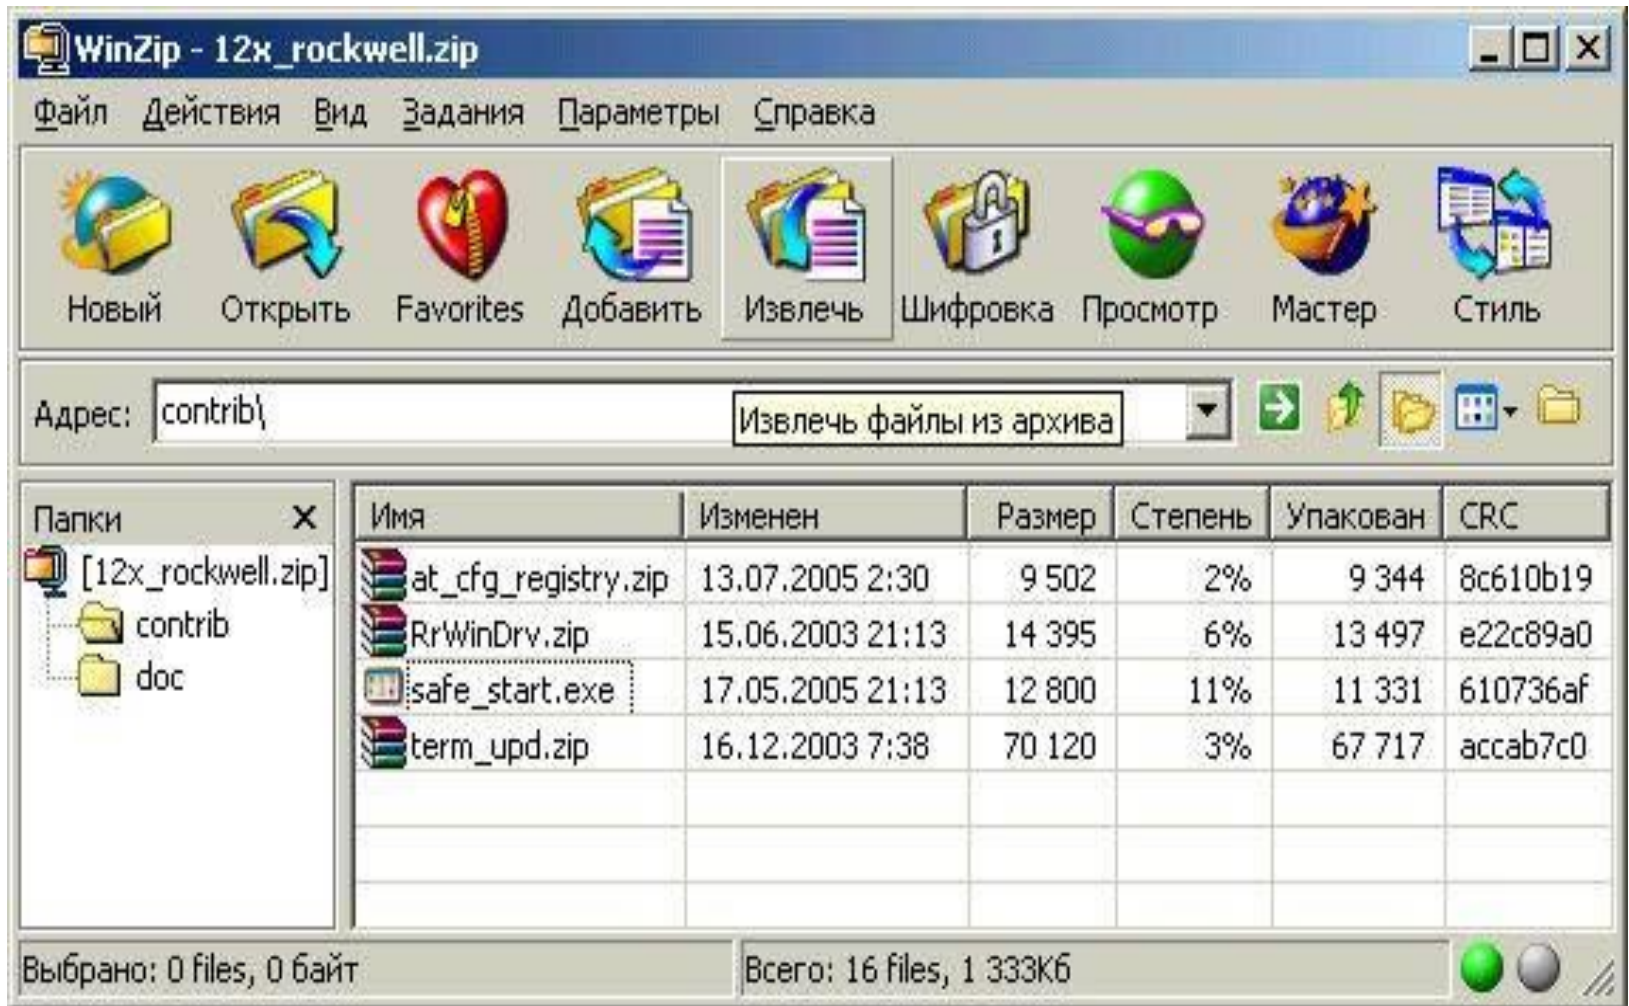 WinZip - 12x_rockwell.zip
Файл Действия Вид Задания Параметры Справка
Новый Открыть Favorites Добавить Извлечь Шифровка Просмотр Мастер Стиль
Адрес: contrib\ Извлечь файлы из архива
Папки Имя Изменен Размер Степень Упакован CRC
[12x_rockwell.zip] at_cfg_registry.zip 13.07.2005 2:30 9 502 2% 9 344 8c610b19
contrib RrWinDrv.zip 15.06.2003 21:13 14 395 6% 13 497 e22c89a0
doc safe_start.exe 17.05.2005 21:13 12 800 11% 11 331 610736af
term_upd.zip 16.12.2003 7:38 70 120 3% 67 717 accab7c0
Выбрано: 0 files, 0 байт Всего: 16 files, 1 333Кб